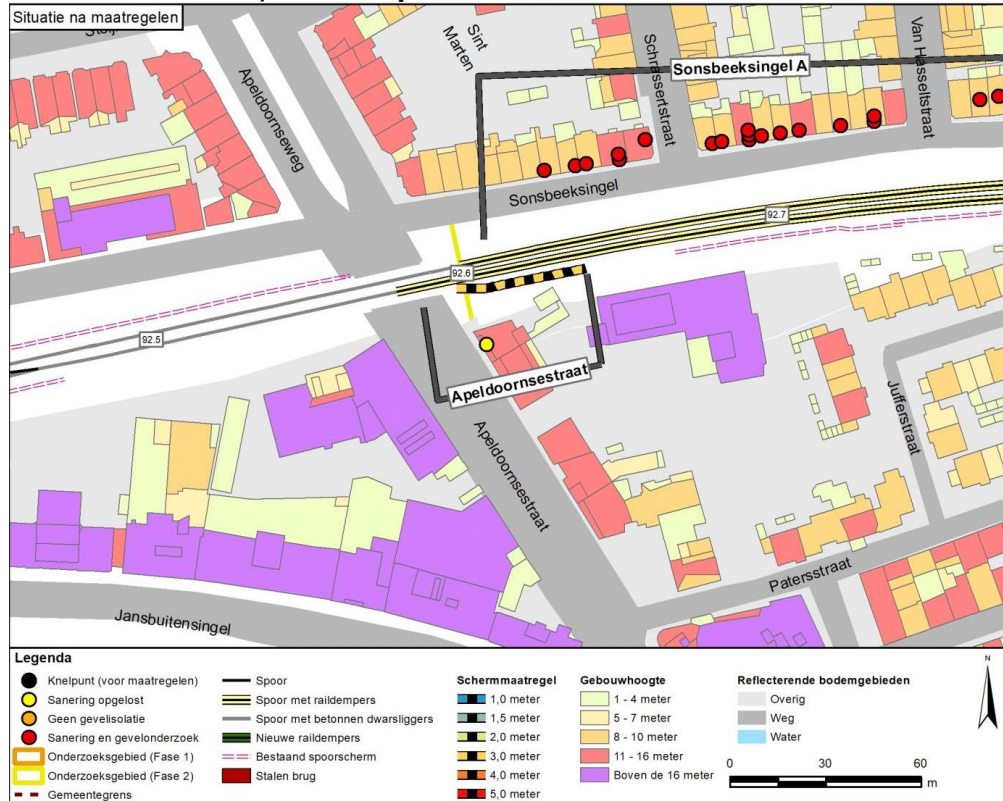 Situatie na maatregelen
Sint
Marten
Apeldoornseweg
Schrassertstraat
Sonsbeeksingel A
Van Hasseltstraat
Sonsbeeksingel
92.7
92.6
92.5
Apeldoornsestraat
Apeldoornsestraat
Jufferstraat
Patersstraat
Jansbuitensingel
Legenda
Knelpunt (voor maatregelen)
Sanering opgelost
Geen gevelisolatie
Sanering en gevelonderzoek
Onderzoeksgebied (Fase 1)
Onderzoeksgebied (Fase 2)
Gemeentegrens
Spoor
Spoor met raildempers
Spoor met betonnen dwarsliggers
Nieuwe raildempers
Bestaand spoorscherm
Stalen brug
Schermmaatregel
1,0 meter
1,5 meter
2,0 meter
3,0 meter
4,0 meter
5,0 meter
Gebouwhoogte
1 - 4 meter
5 - 7 meter
8 - 10 meter
11 - 16 meter
Boven de 16 meter
Reflecterende bodemgebieden
Overig
Weg
Water
N
0 30 60
m